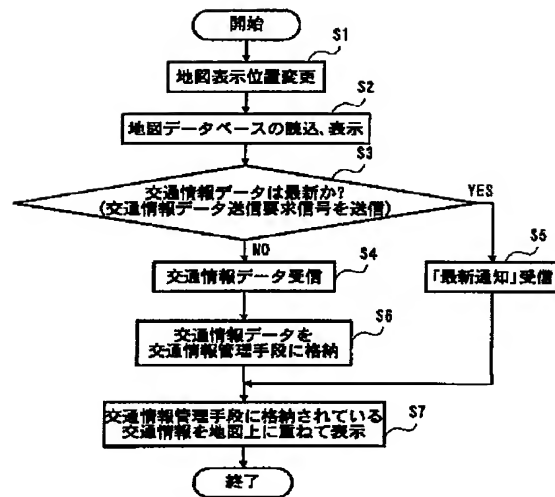 開始
S1
地図表示位置変更
S2
地図データベースの読込、表示
S3
交通情報データは最新か?
(交通情報データ送信要求信号を送信)
YES
NO
S4
交通情報データ受信
S5
「最新通知」受信
S6
交通情報データを
交通情報管理手段に格納
S7
交通情報管理手段に格納されている
交通情報を地図上に重ねて表示
終了